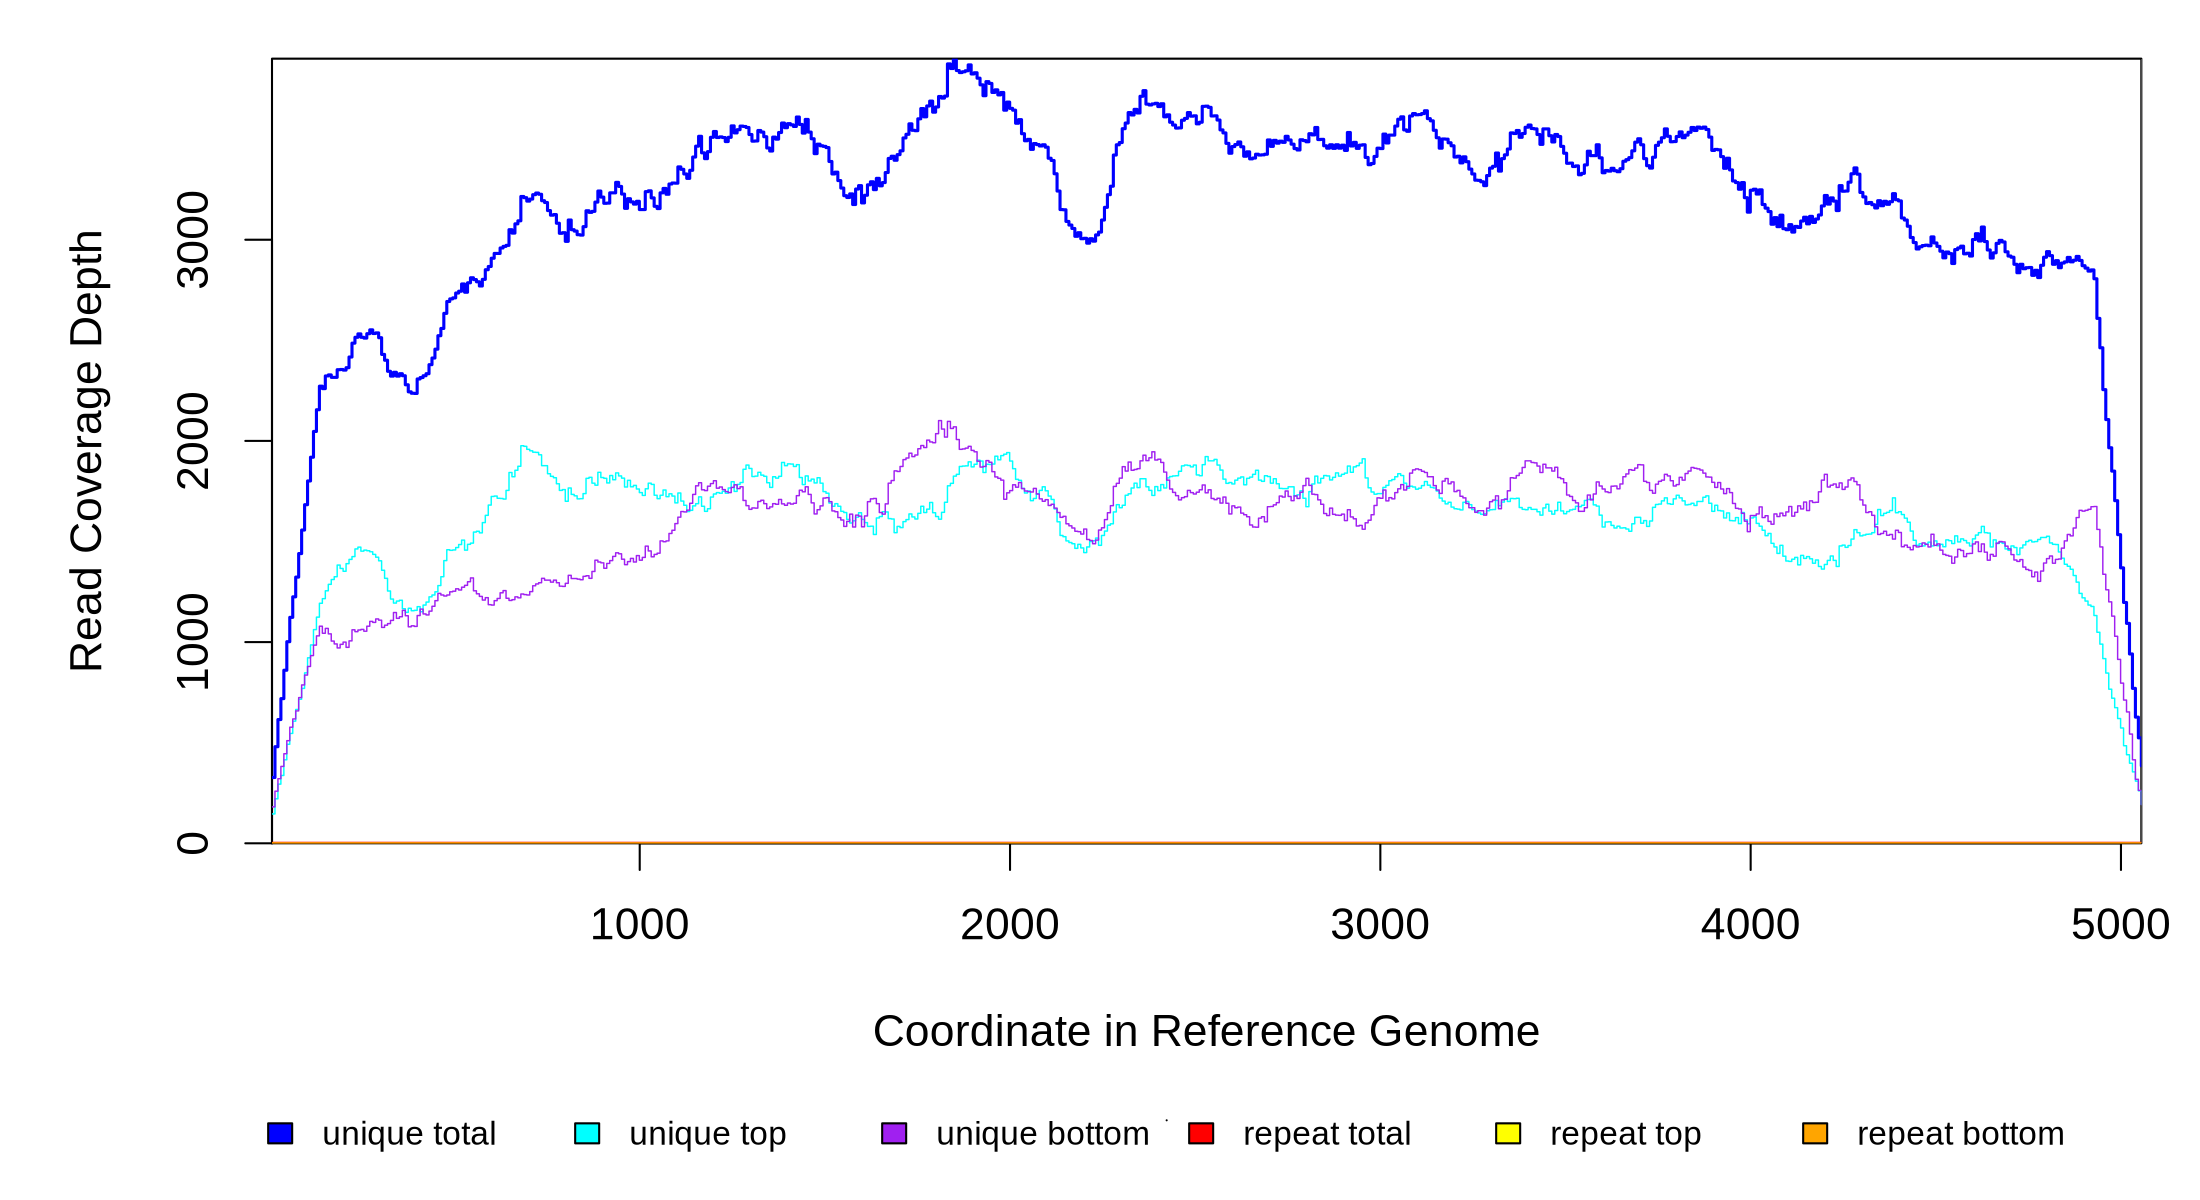 Read Coverage Depth
3000
2000
1000
0
1000 2000 3000 4000 5000
Coordinate in Reference Genome
unique total unique top unique bottom repeat total repeat top repeat bottom